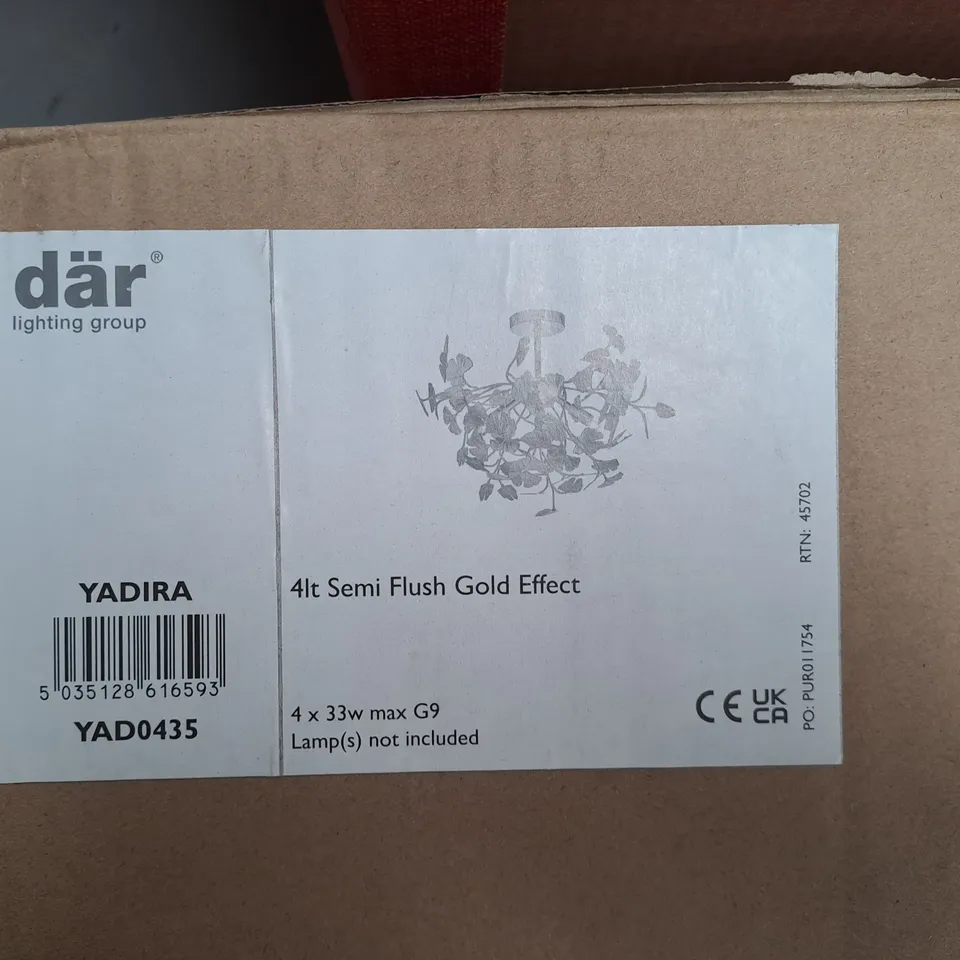 där®
lighting group
YADIRA
5 035128 616593
YAD0435
4lt Semi Flush Gold Effect
4 x 33w max G9
Lamp(s) not included
CE UK
CA
RTN: 45702
PO: PUR011754